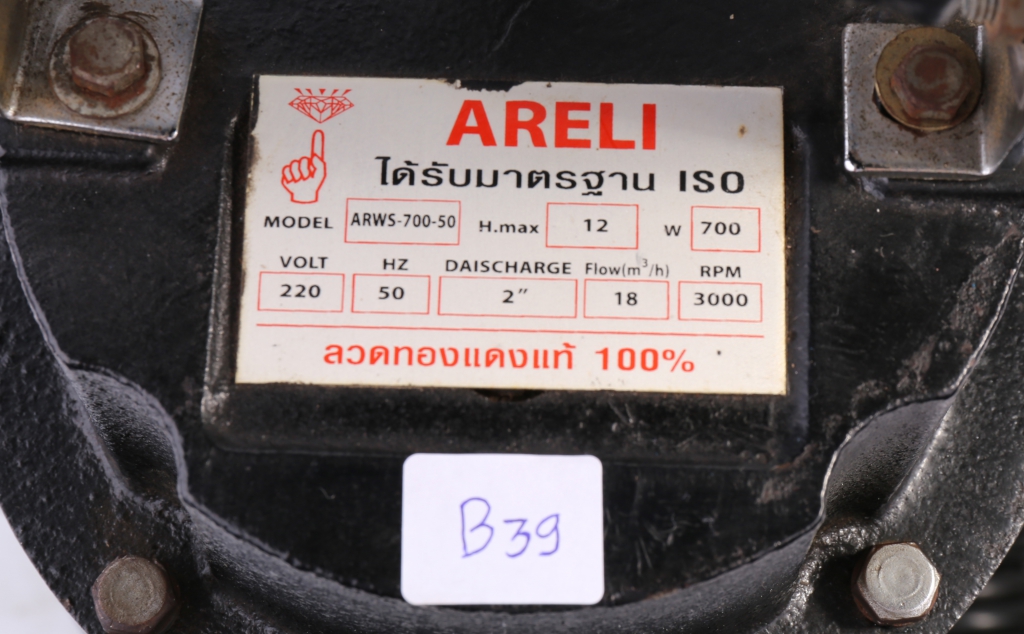 ARELI
ได้รับมาตรฐาน ISO
MODEL ARWS-700-50 H.max 12 W 700
VOLT HZ DAISCHARGE Flow(m³/h) RPM
220 50 2” 18 3000
ลวดทองแดงแท้ 100%
B39